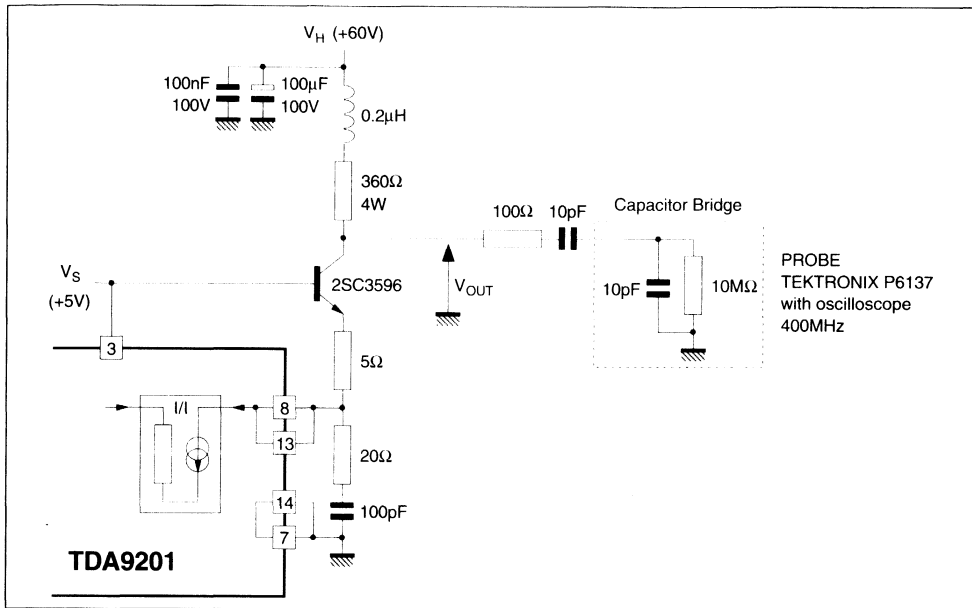 V_H (+60V)
100nF
100V
100µF
100V
0.2µH
360Ω
4W
100Ω
10pF
Capacitor Bridge
V_S
(+5V)
2SC3596
V_OUT
10pF
10MΩ
PROBE
TEKTRONIX P6137
with oscilloscope
400MHz
3
5Ω
I/I
8
13
20Ω
14
100pF
7
TDA9201